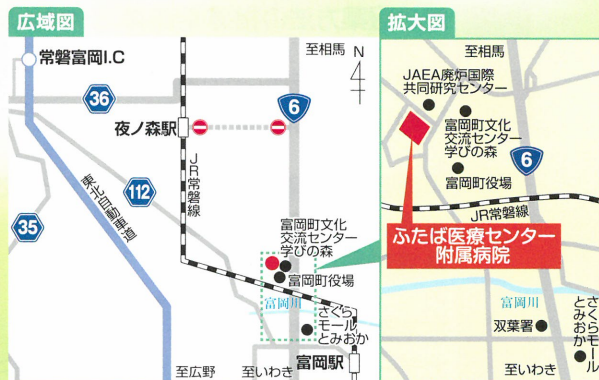 広域図
常磐富岡I.C
至相馬
N
36
6
夜ノ森駅
JR常磐線
東北自動車道
112
35
富岡町文化
交流センター
学びの森
富岡町役場
富岡川
さくら
モール
とみおか
富岡駅
至広野
至いわき
拡大図
至相馬
JAEA廃炉国際
共同研究センター
富岡町文化
交流センター
学びの森
6
富岡町役場
JR常磐線
ふたば医療センター
附属病院
富岡川
双葉署
さくらモール
とみおか
至いわき